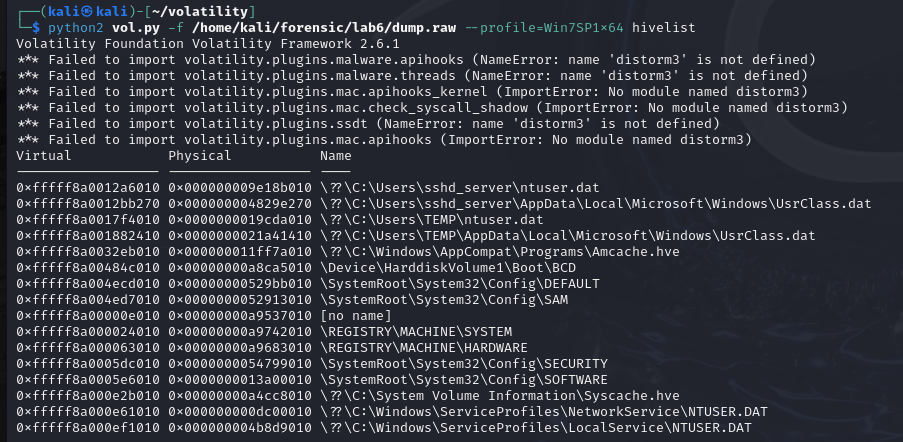 ┌──(kali㉿kali)-[~/volatility]
└─$ python2 vol.py -f /home/kali/forensic/lab6/dump.raw --profile=Win7SP1×64 hivelist
Volatility Foundation Volatility Framework 2.6.1
*** Failed to import volatility.plugins.malware.apihooks (NameError: name 'distorm3' is not defined)
*** Failed to import volatility.plugins.malware.threads (NameError: name 'distorm3' is not defined)
*** Failed to import volatility.plugins.mac.apihooks_kernel (ImportError: No module named distorm3)
*** Failed to import volatility.plugins.mac.check_syscall_shadow (ImportError: No module named distorm3)
*** Failed to import volatility.plugins.ssdt (NameError: name 'distorm3' is not defined)
*** Failed to import volatility.plugins.mac.apihooks (ImportError: No module named distorm3)
Virtual            Physical           Name
------------------ ------------------ ----
0×fffff8a0012a6010 0×000000009e18b010 \??\C:\Users\sshd_server\ntuser.dat
0×fffff8a0012bb270 0×000000004829e270 \??\C:\Users\sshd_server\AppData\Local\Microsoft\Windows\UsrClass.dat
0×fffff8a0017f4010 0×0000000019cda010 \??\C:\Users\TEMP\ntuser.dat
0×fffff8a001882410 0×0000000021a41410 \??\C:\Users\TEMP\AppData\Local\Microsoft\Windows\UsrClass.dat
0×fffff8a0032eb010 0×0000000011ff7a010 \??\C:\Windows\AppCompat\Programs\Amcache.hve
0×fffff8a00484c010 0×00000000a8ca5010 \Device\HarddiskVolume1\Boot\BCD
0×fffff8a004ecd010 0×00000000529bb010 \SystemRoot\System32\Config\DEFAULT
0×fffff8a004ed7010 0×0000000052913010 \SystemRoot\System32\Config\SAM
0×fffff8a00000e010 0×00000000a9537010 [no name]
0×fffff8a000024010 0×00000000a9742010 \REGISTRY\MACHINE\SYSTEM
0×fffff8a000063010 0×00000000a9683010 \REGISTRY\MACHINE\HARDWARE
0×fffff8a0005dc010 0×0000000054799010 \SystemRoot\System32\Config\SECURITY
0×fffff8a0005e6010 0×0000000013a00010 \SystemRoot\System32\Config\SOFTWARE
0×fffff8a000e2b010 0×00000000a4cc8010 \??\C:\System Volume Information\Syscache.hve
0×fffff8a000e61010 0×000000000dc00010 \??\C:\Windows\ServiceProfiles\NetworkService\NTUSER.DAT
0×fffff8a000ef1010 0×000000004b8d9010 \??\C:\Windows\ServiceProfiles\LocalService\NTUSER.DAT